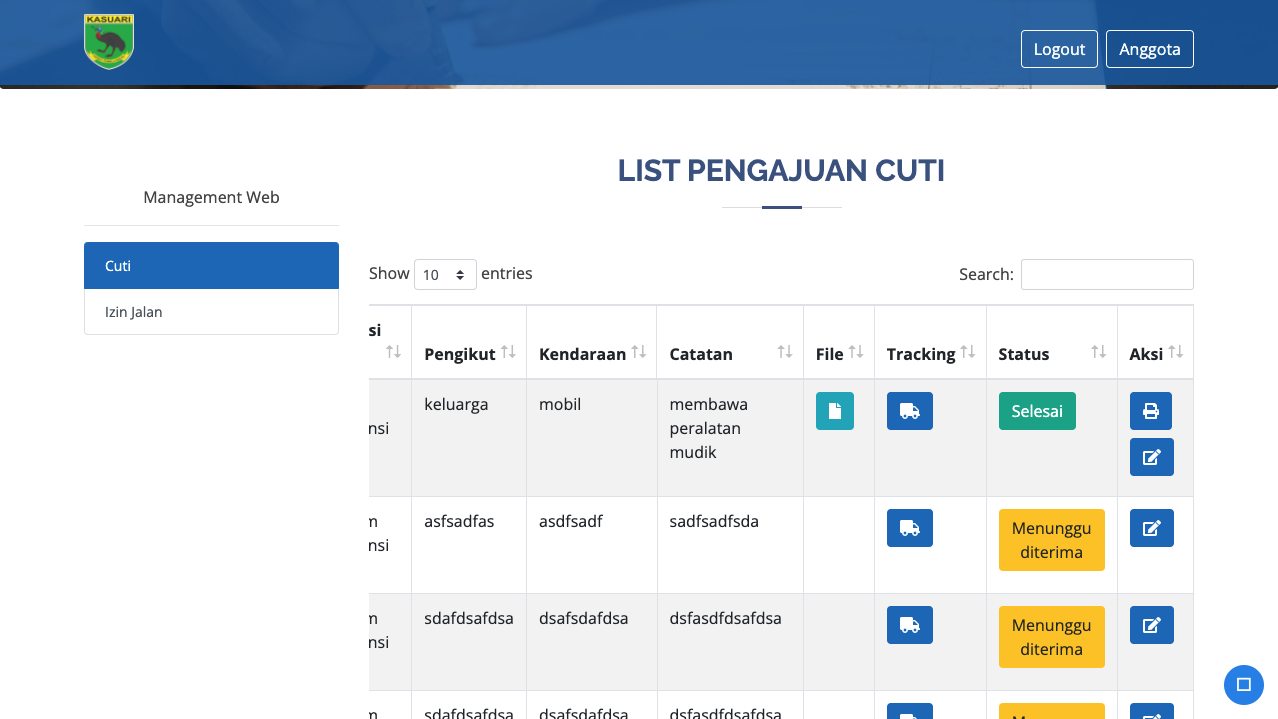 KASUARI
Logout Anggota
LIST PENGAJUAN CUTI
Management Web
Cuti
Izin Jalan
Show 10 entries Search:
si
Pengikut Kendaraan Catatan File Tracking Status Aksi
keluarga mobil membawa Selesai
nsi peralatan
mudik
m asfsadfas asdfsadf sadfsadfsda Menunggu
nsi diterima
m sdafdsafdsa dsafsdafdsa dsfasdfdsafdsa Menunggu
nsi diterima
m sdafdsafdsa dsafsdafdsa dsfasdfdsafdsa Menunggu